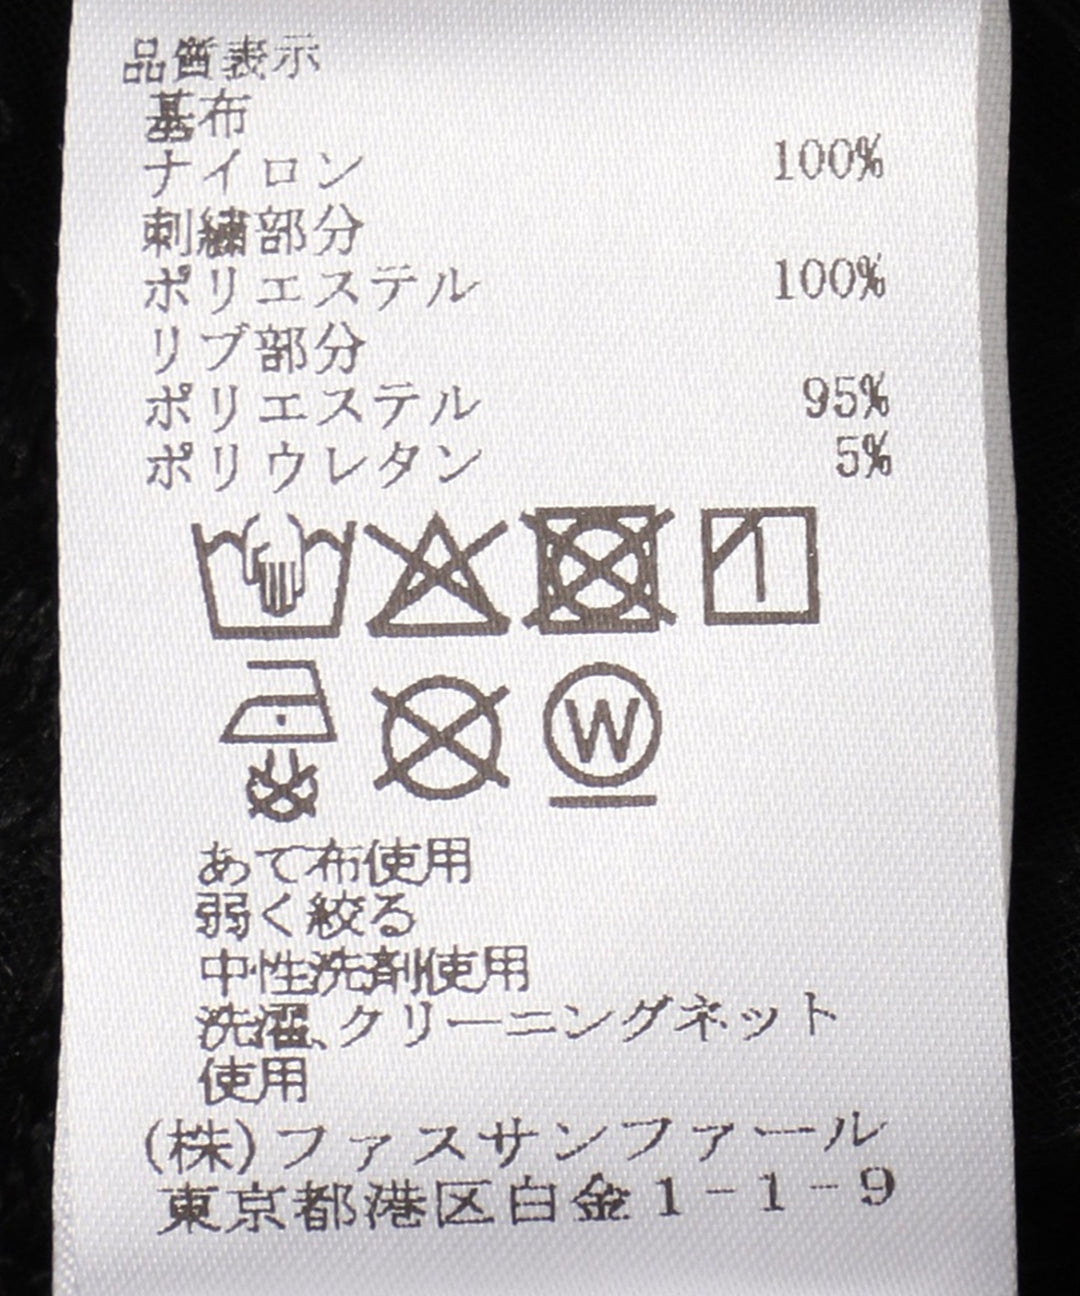 品質表示
基布
ナイロン 100%
刺繍部分
ポリエステル 100%
リブ部分
ポリエステル 95%
ポリウレタン 5%
W
あて布使用
弱く絞る
中性洗剤使用
洗濯、クリーニングネット
使用
(株)ファスサンファール
東京都港区白金1-1-9